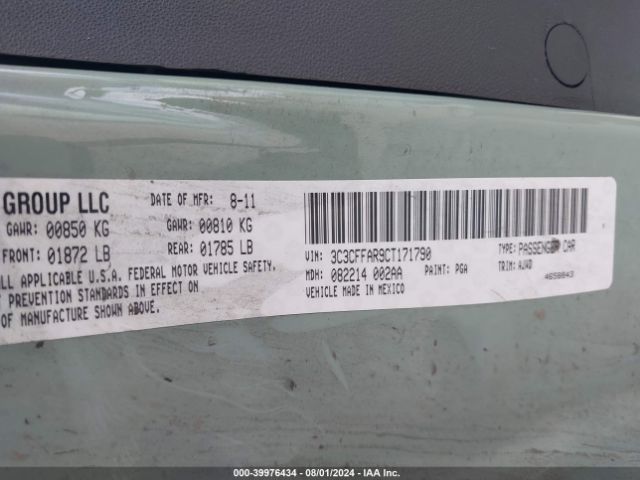 GROUP LLC DATE OF MFR: 8-11
GAWR: 00850 KG GAWR: 00810 KG
FRONT: 01872 LB REAR: 01785 LB
ALL APPLICABLE U.S.A. FEDERAL MOTOR VEHICLE SAFETY,
T PREVENTION STANDARDS IN EFFECT ON
OF MANUFACTURE SHOWN ABOVE.
VIN: 3C3CFFAR9CT171790 TYPE: PASSENGER CAR
MDH: 082214 002AA PAINT: PGA TRIM: AJWD
VEHICLE MADE IN MEXICO 4658843
000-39976434 - 08/01/2024 - IAA Inc.